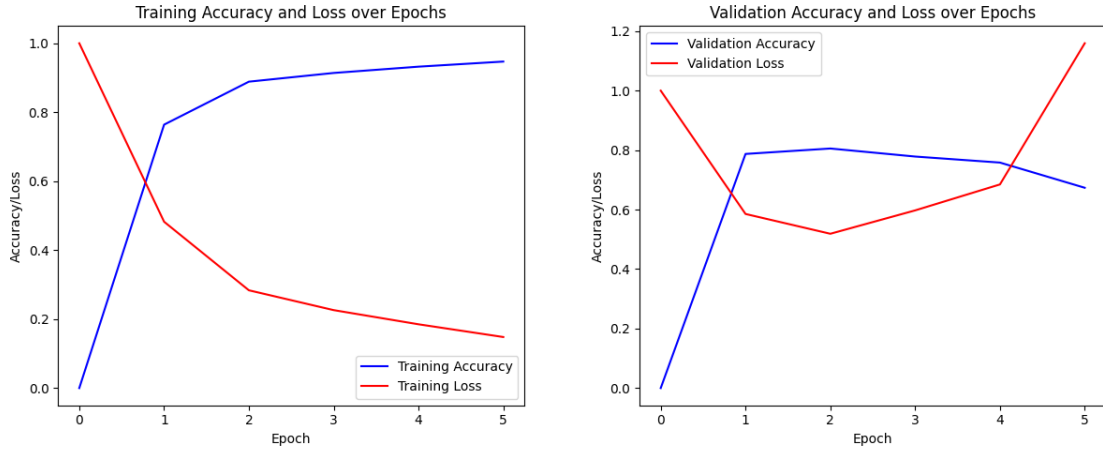 Training Accuracy and Loss over Epochs
1.0
0.8
0.6
0.4
0.2
0.0
Accuracy/Loss
Training Accuracy
Training Loss
0 1 2 3 4 5
Epoch
Validation Accuracy and Loss over Epochs
1.2
1.0
0.8
0.6
0.4
0.2
0.0
Accuracy/Loss
Validation Accuracy
Validation Loss
0 1 2 3 4 5
Epoch